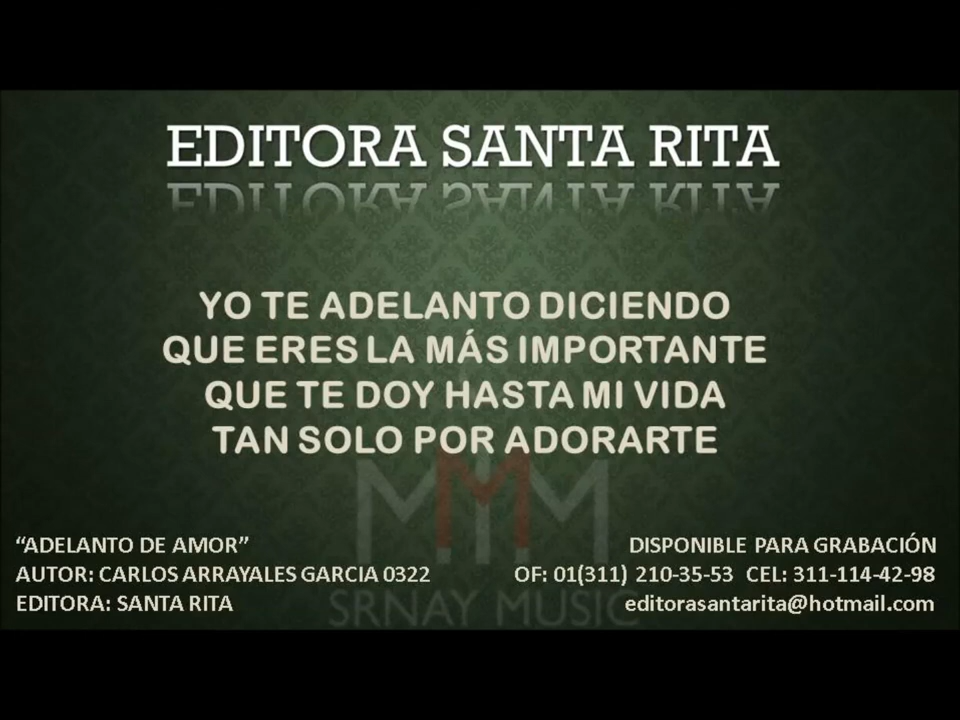 EDITORA SANTA RITA
YO TE ADELANTO DICIENDO
QUE ERES LA MÁS IMPORTANTE
QUE TE DOY HASTA MI VIDA
TAN SOLO POR ADORARTE
SRNAY MUSIC
“ADELANTO DE AMOR”
AUTOR: CARLOS ARRAYALES GARCIA 0322
EDITORA: SANTA RITA
DISPONIBLE PARA GRABACIÓN
OF: 01(311) 210-35-53 CEL: 311-114-42-98
editorasantarita@hotmail.com